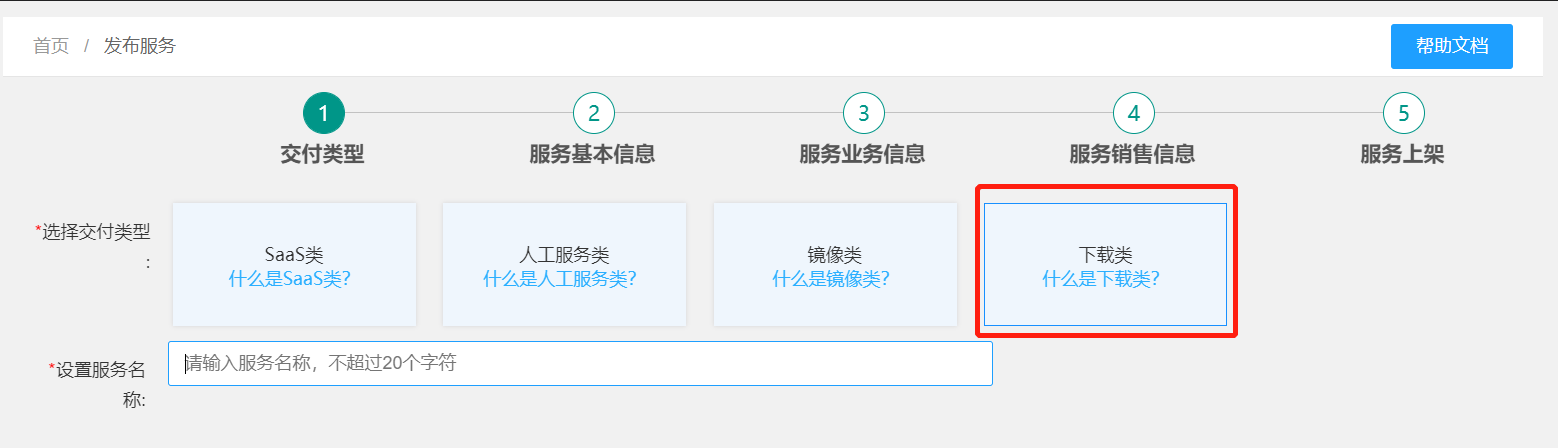 首页 / 发布服务
帮助文档
1
2
3
4
5
交付类型
服务基本信息
服务业务信息
服务销售信息
服务上架
*选择交付类型
:
SaaS类
什么是SaaS类?
人工服务类
什么是人工服务类?
镜像类
什么是镜像类?
下载类
什么是下载类?
*设置服务名
称:
请输入服务名称，不超过20个字符